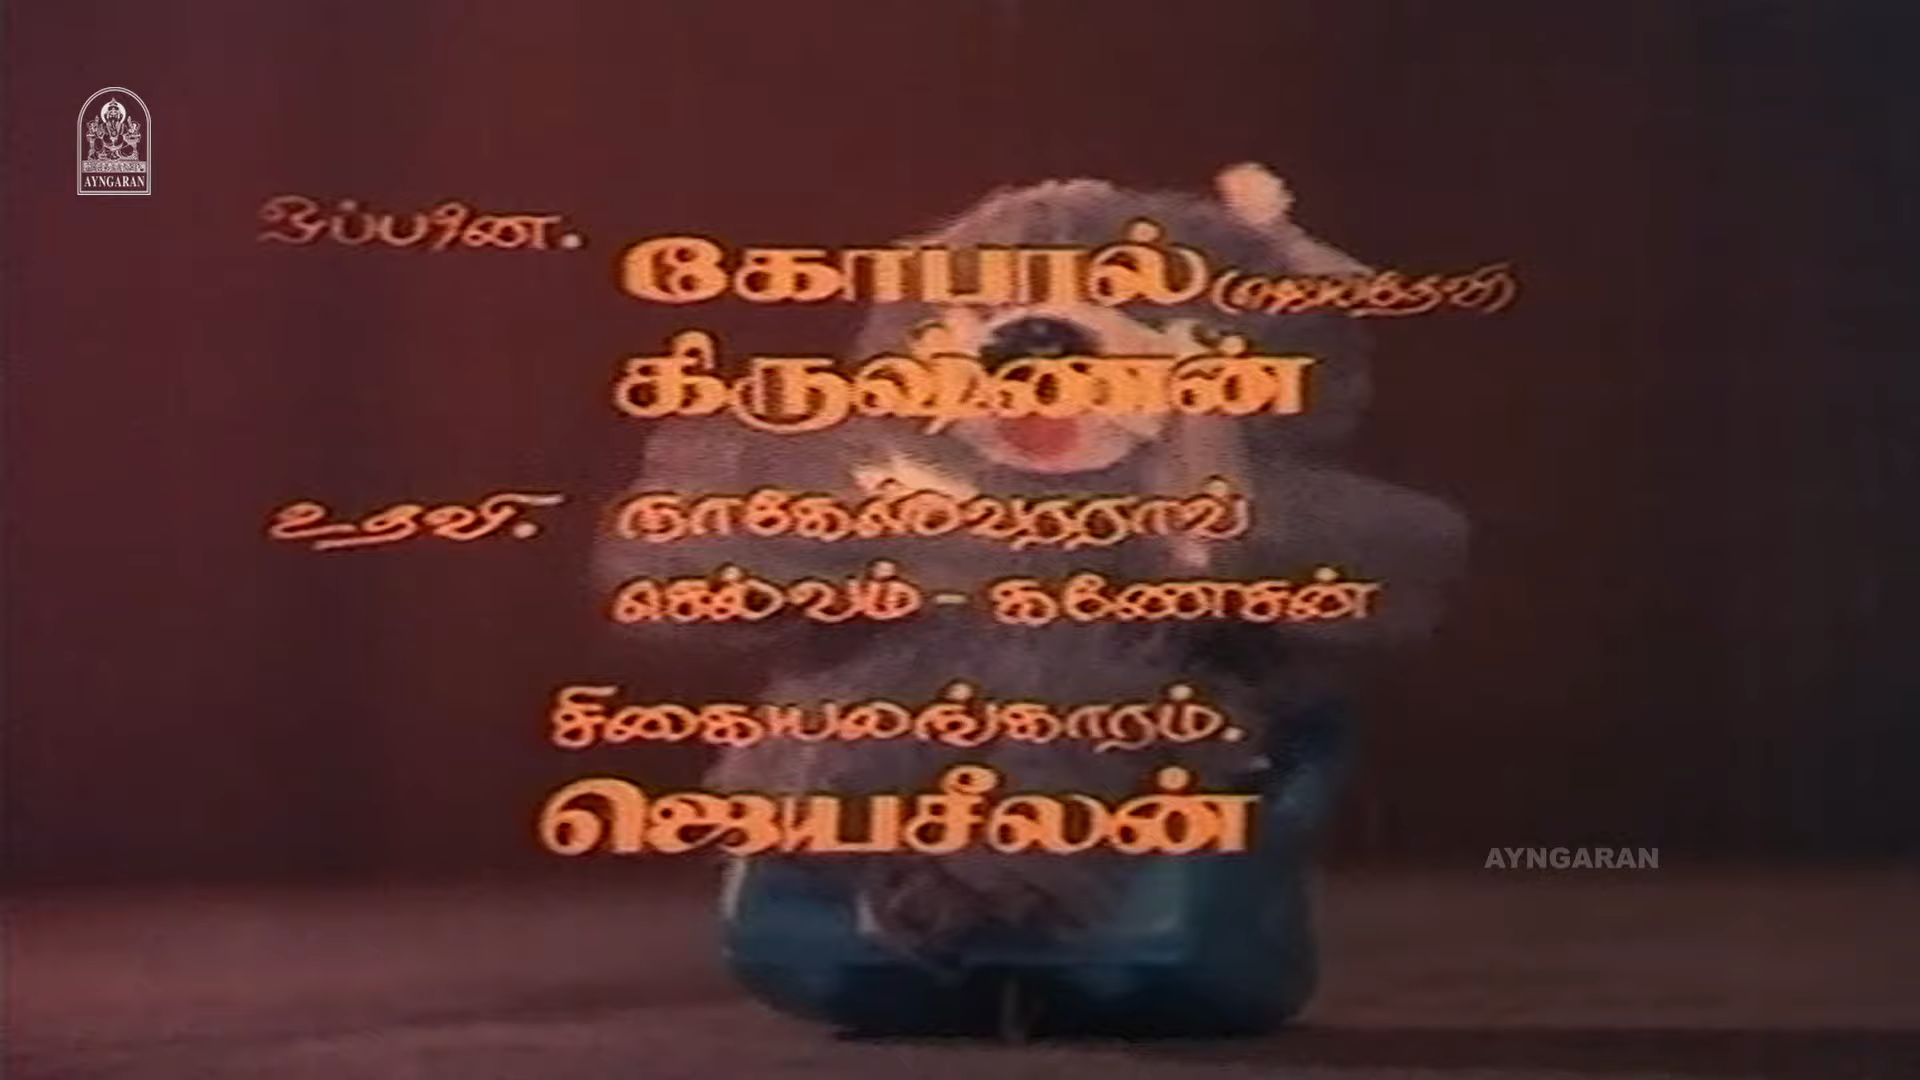 AYNGARAN
ஒப்பனை. கோபால் (ஸ்ரீதேவி)
கிருஷ்ணன்
உதவி. நாகேஸ்வரராவ்
செல்வம் - கணேசன்
சிகையலங்காரம்.
ஜெயசீலன்
AYNGARAN